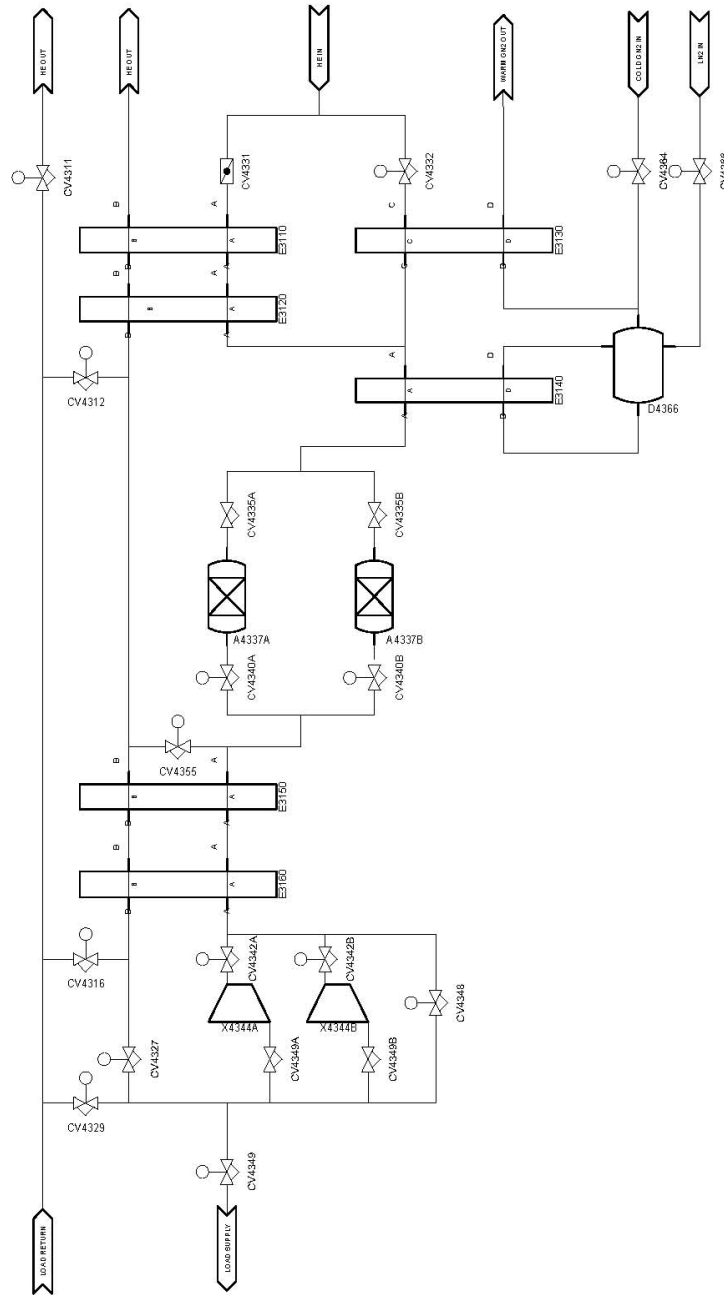 HE OUT
HE OUT
HE IN
WARM GN2 OUT
COLD GN2 IN
LN2 IN
CV4311
CV4331
CV4332
CV4364
B
A
C
D
B
A
C
D
E3110
E3130
B
A
C
D
B
A
B
A
E3120
B
A
A
D
CV4312
A
D
E3140
D4366
A
D
CV4335A
CV4335B
A4337A
A4337B
CV4340A
CV4340B
B
A
CV4355
B
A
E3150
B
A
B
A
B
A
E3160
B
A
CV4342A
CV4342B
CV4316
CV4348
X4344A
X4344B
CV4327
CV4349A
CV4349B
CV4329
CV4349
LOAD RETURN
LOAD SUPPLY